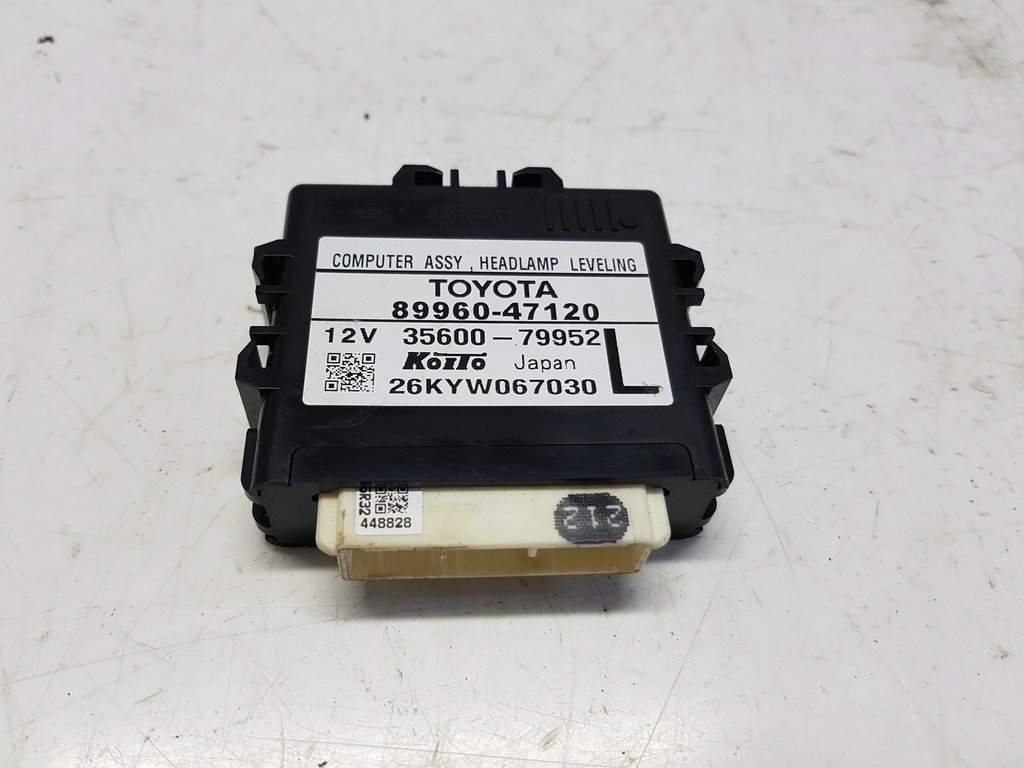 COMPUTER ASSY , HEADLAMP LEVELING
TOYOTA
89960-47120
12V 35600-79952 L
KOITO Japan
26KYW067030
448828
212